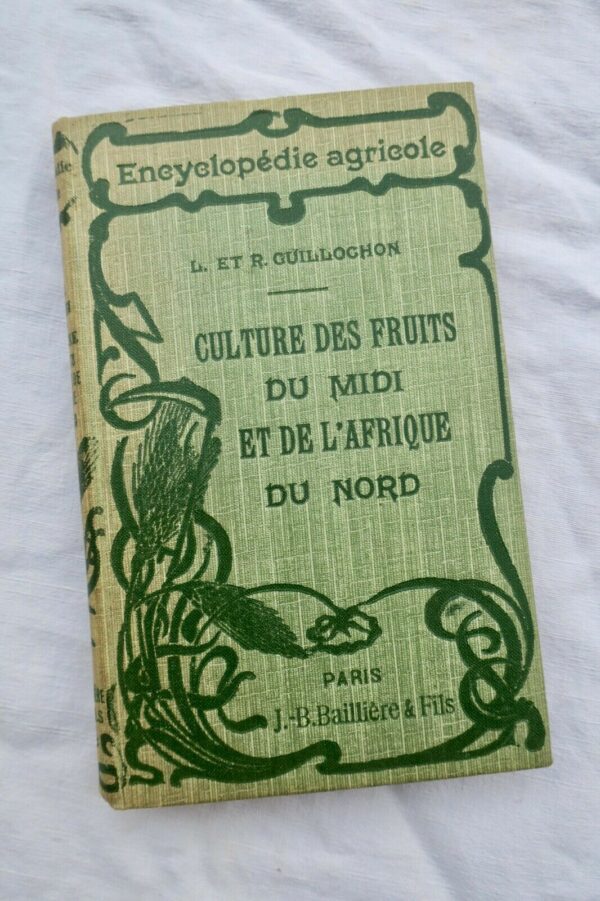 Encyclopédie agricole
L. ET R. GUILLOCHON
CULTURE DES FRUITS
DU MIDI
ET DE L'AFRIQUE
DU NORD
PARIS
J.-B. Baillière & Fils